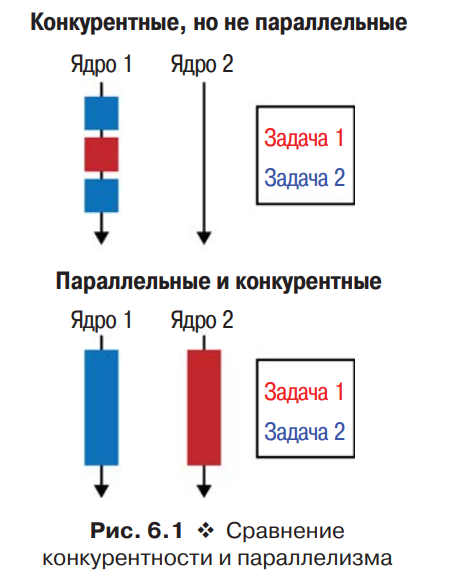 Конкурентные, но не параллельные
Ядро 1 Ядро 2
Задача 1
Задача 2
Параллельные и конкурентные
Ядро 1 Ядро 2
Задача 1
Задача 2
Рис. 6.1 ❖ Сравнение
конкурентности и параллелизма